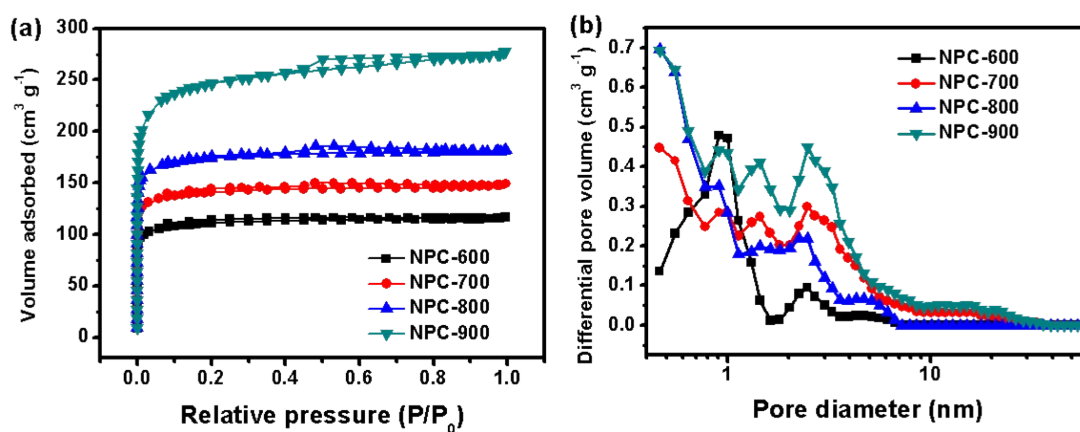 (a)
Volume adsorbed (cm³ g⁻¹)
300
250
200
150
100
50
0
0.0 0.2 0.4 0.6 0.8 1.0
Relative pressure (P/P₀)
NPC-600
NPC-700
NPC-800
NPC-900
(b)
Differential pore volume (cm³ g⁻¹)
0.7
0.6
0.5
0.4
0.3
0.2
0.1
0.0
1 10
Pore diameter (nm)
NPC-600
NPC-700
NPC-800
NPC-900